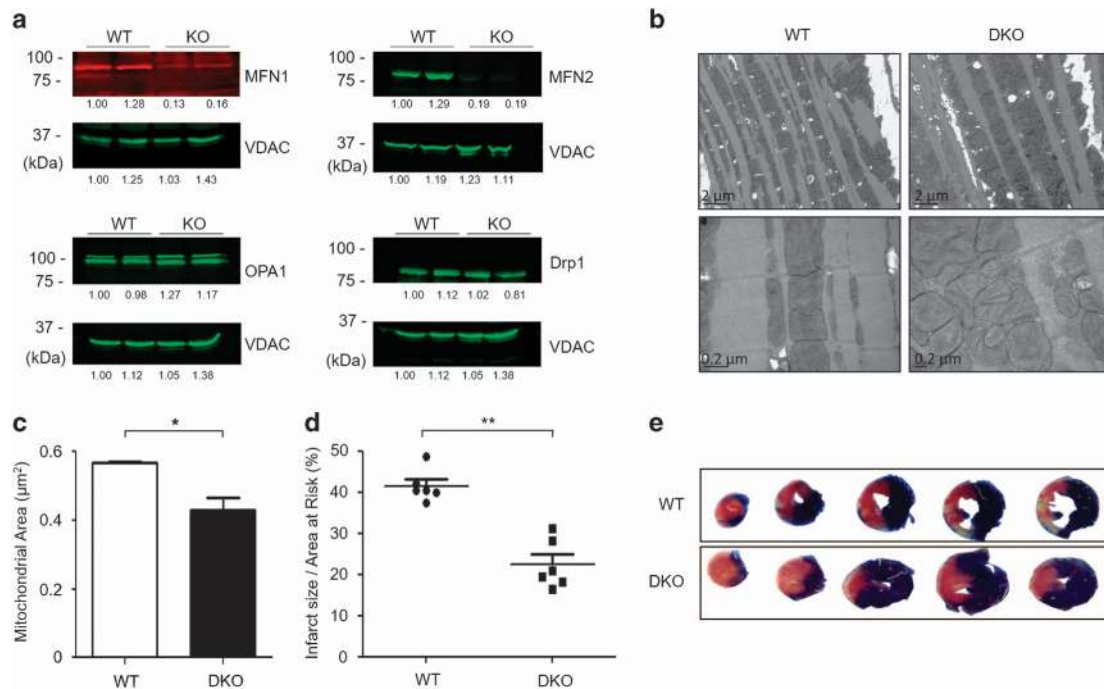 a
WT KO
100 -
75 -
MFN1
1.00 1.28 0.13 0.16
37 -
(kDa)
VDAC
1.00 1.25 1.03 1.43
WT KO
100 -
75 -
MFN2
1.00 1.29 0.19 0.19
37 -
(kDa)
VDAC
1.00 1.19 1.23 1.11
WT KO
100 -
75 -
OPA1
1.00 0.98 1.27 1.17
37 -
(kDa)
VDAC
1.00 1.12 1.05 1.38
WT KO
100 -
75 -
Drp1
1.00 1.12 1.02 0.81
37 -
(kDa)
VDAC
1.00 1.12 1.05 1.38
b
WT DKO
2 µm 2 µm
0.2 µm 0.2 µm
c
*
Mitochondrial Area (µm²)
0.6
0.4
0.2
0
WT DKO
d
**
Infarct size / Area at Risk (%)
50
40
30
20
10
0
WT DKO
e
WT
DKO